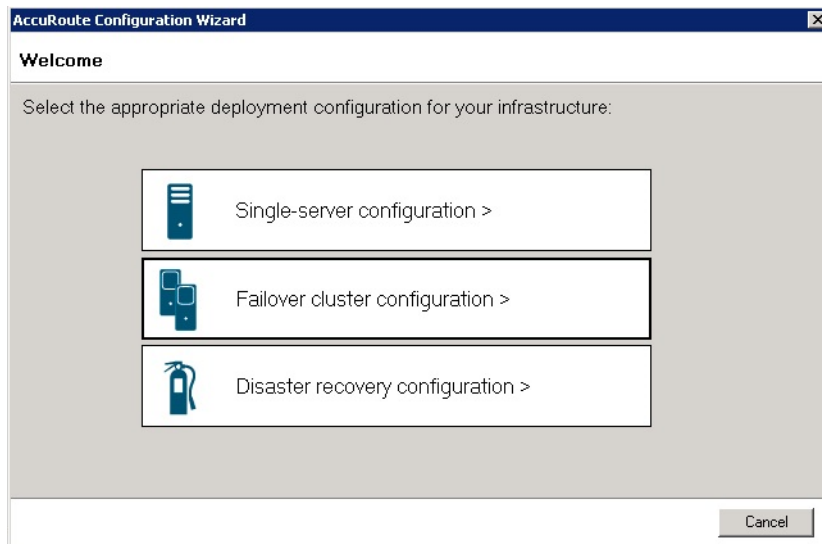 AccuRoute Configuration Wizard
Welcome
Select the appropriate deployment configuration for your infrastructure:
Single-server configuration >
Failover cluster configuration >
Disaster recovery configuration >
Cancel